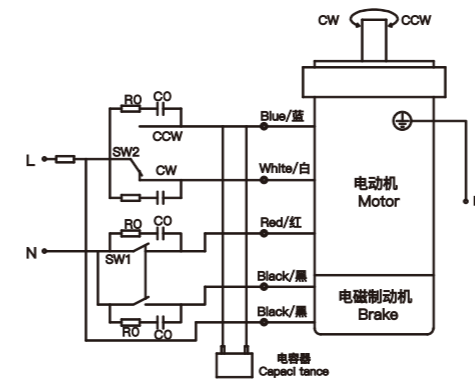 CW CCW
R0 C0
Blue/蓝
CCW
L
SW2
CW
White/白
电动机
Motor
R0 C0
Red/红
N
SW1
Black/黑
电磁制动机
Brake
Black/黑
R0 C0
电容器
Capaci tance